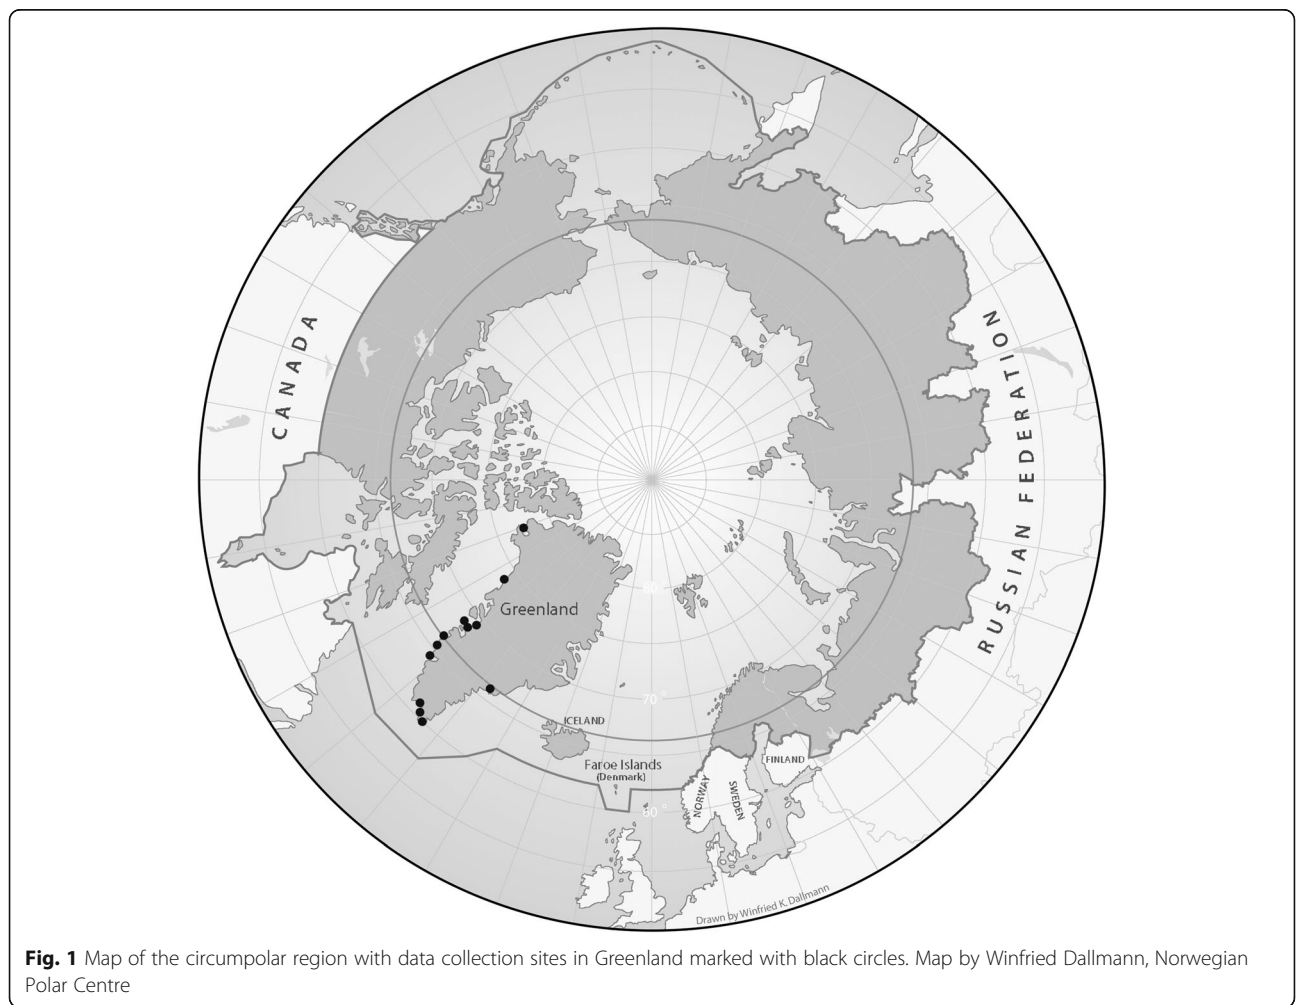 CANADA
RUSSIAN FEDERATION
Greenland
80
70°
ICELAND
Faroe Islands
(Denmark)
60°
NORWAY
SWEDEN
FINLAND
Drawn by Winfried K. Dallmann
Fig. 1 Map of the circumpolar region with data collection sites in Greenland marked with black circles. Map by Winfried Dallmann, Norwegian
Polar Centre